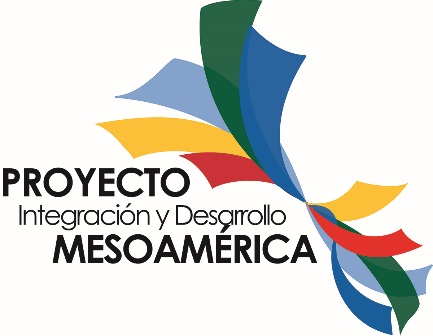 PROYECTO
Integración y Desarrollo
MESOAMÉRICA